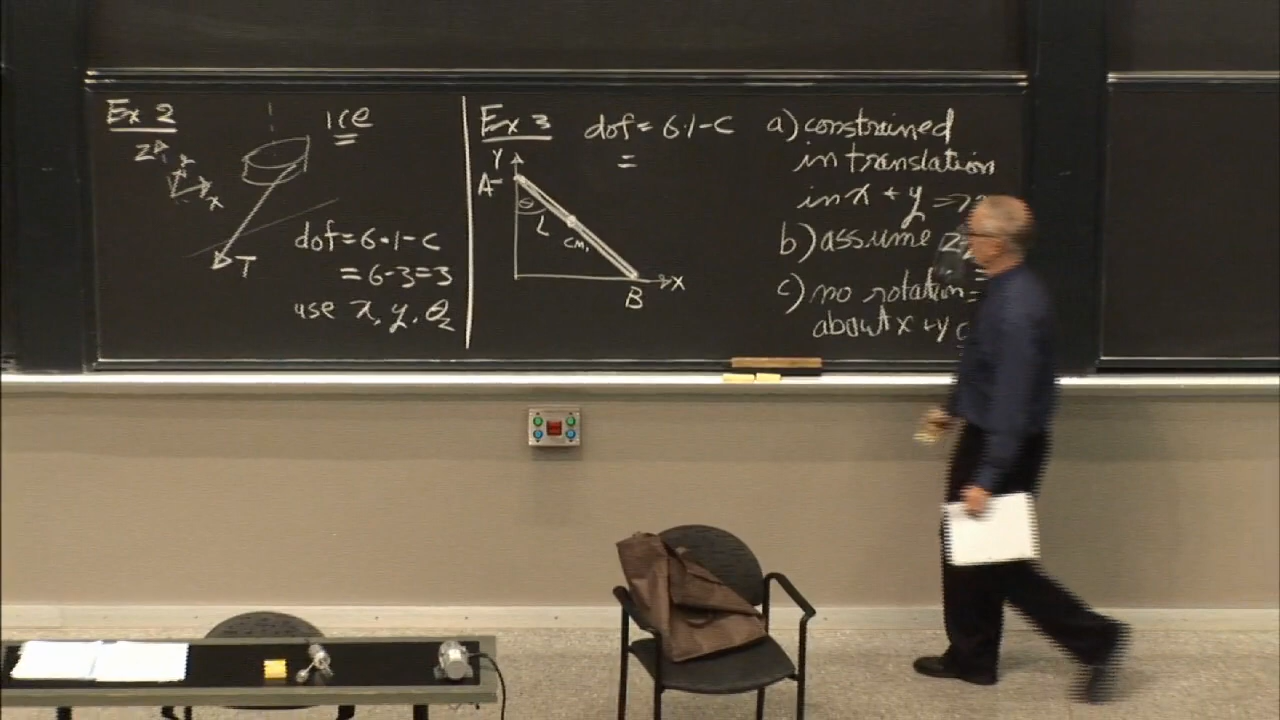 Ex 2
ICE
Z
Y
X
T
dof = 6·1 - C
= 6 - 3 = 3
use x, y, θz
Ex 3
dof = 6·1 - C
=
Y
A
θ
L
CM
B
X
a) constrained
in translation
in x + y ⇒
b) assume z
c) no rotation =
about x + y